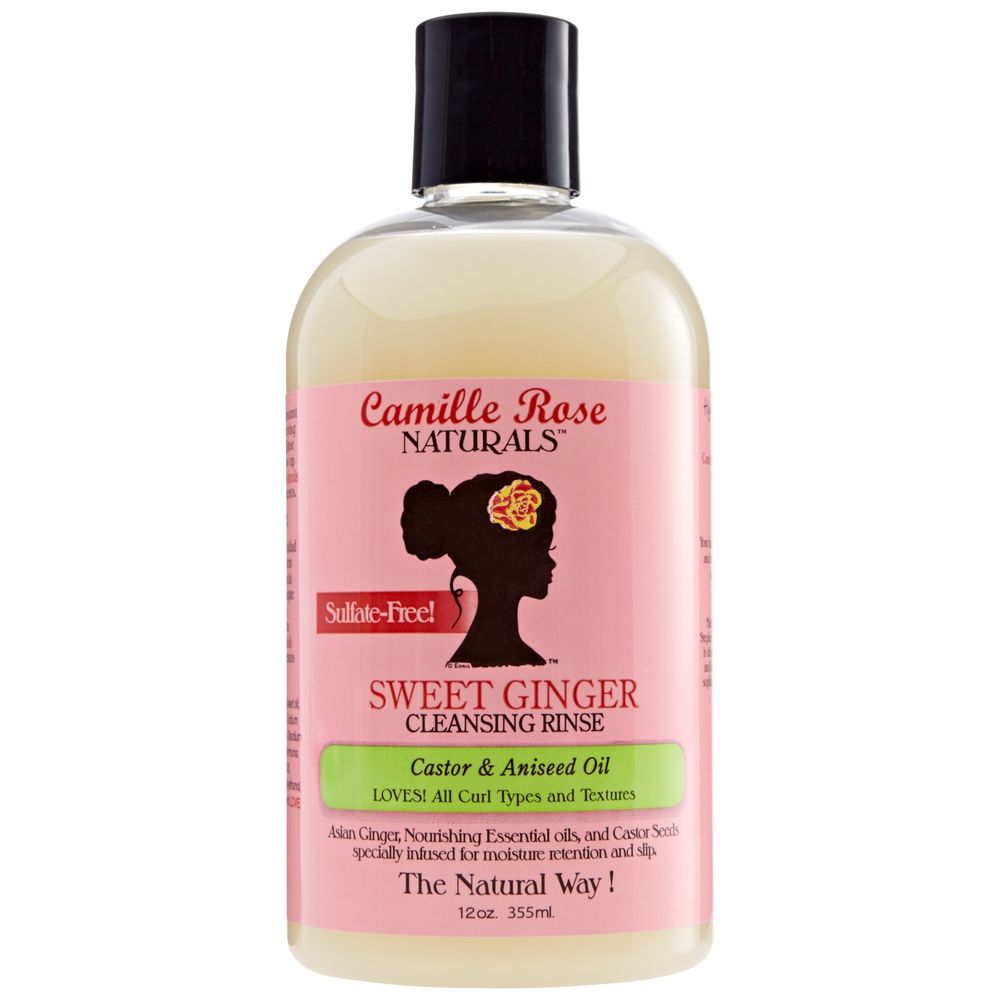 Camille Rose
NATURALS™
Sulfate-Free!
™
SWEET GINGER
CLEANSING RINSE
Castor & Aniseed Oil
LOVES! All Curl Types and Textures
Asian Ginger, Nourishing Essential oils, and Castor Seeds
specially infused for moisture retention and slip.
The Natural Way !
12oz. 355ml.